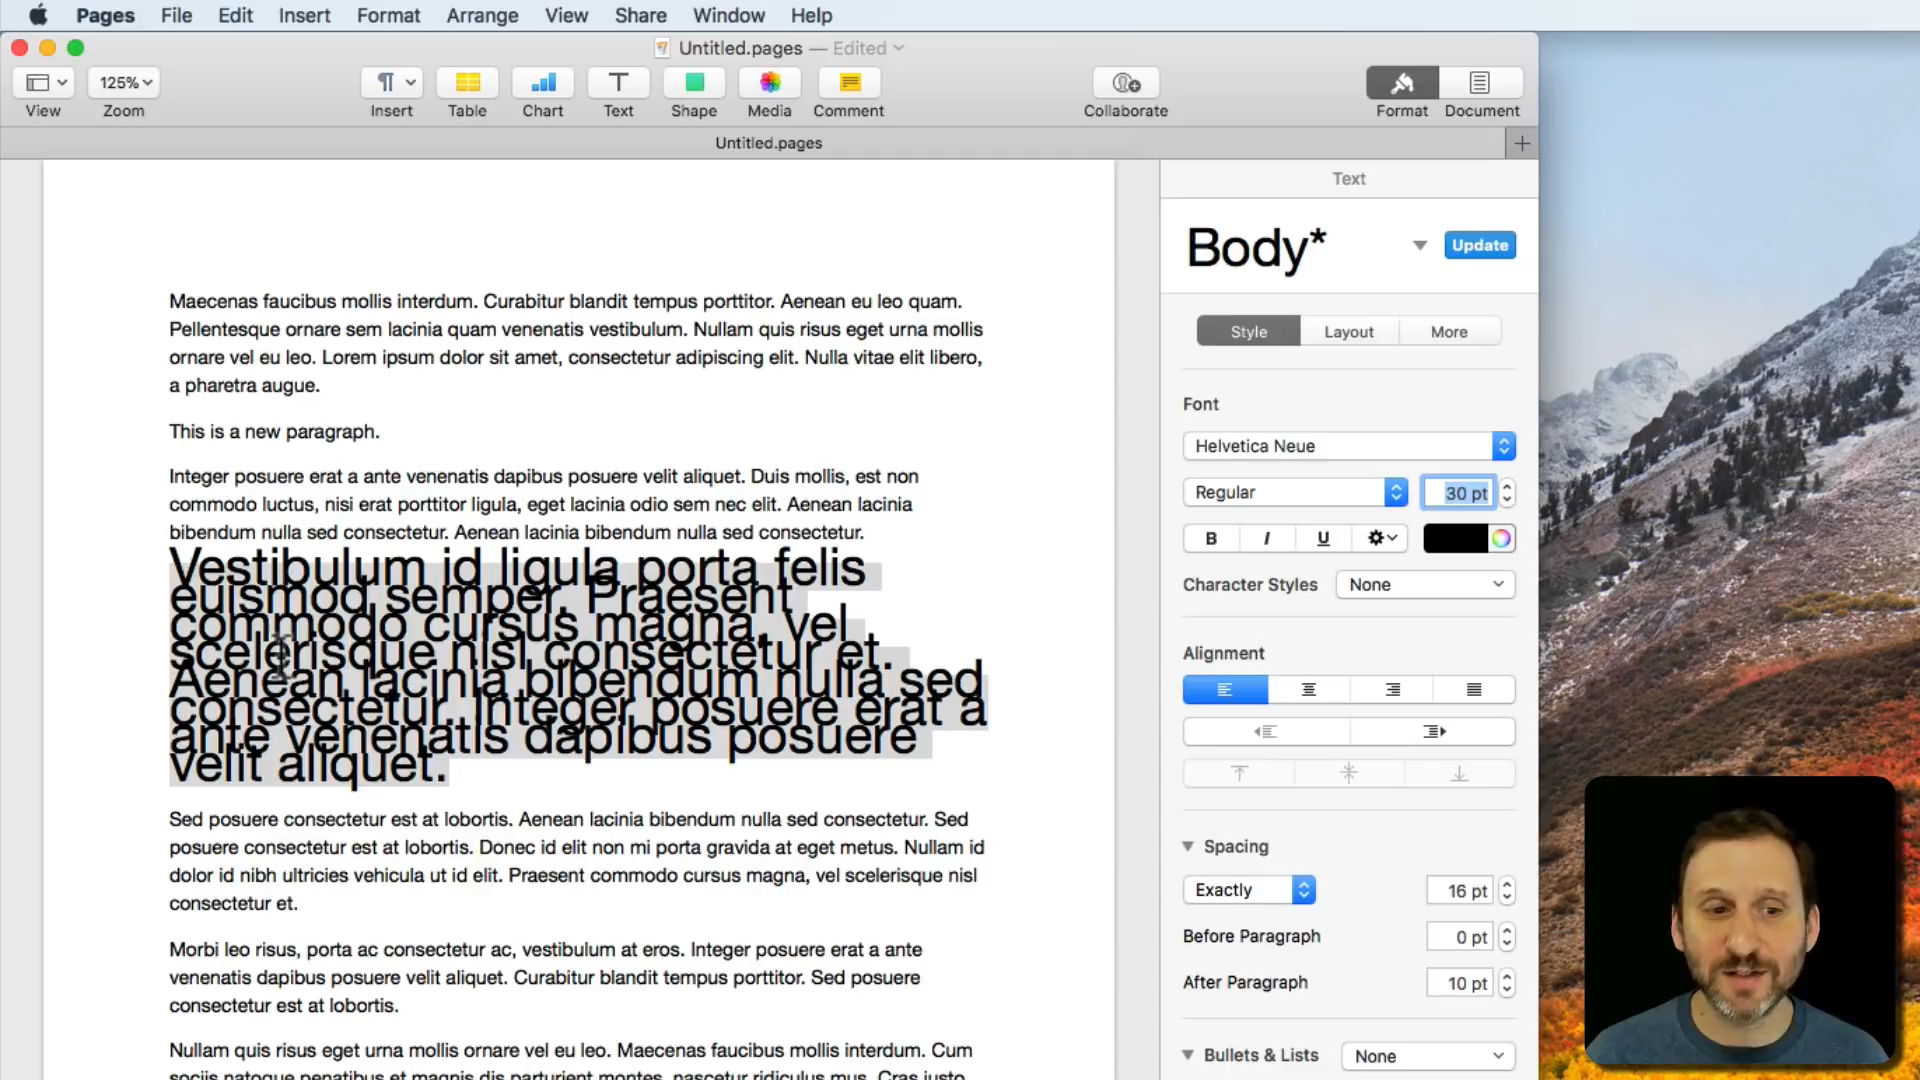 Pages File Edit Insert Format Arrange View Share Window Help
Untitled.pages — Edited
125%
View Zoom Insert Table Chart Text Shape Media Comment Collaborate Format Document
Untitled.pages
Text
Body* Update
Style Layout More
Font
Helvetica Neue
Regular 30 pt
B I U
Character Styles None
Alignment
Spacing
Exactly 16 pt
Before Paragraph 0 pt
After Paragraph 10 pt
Bullets & Lists None
Maecenas faucibus mollis interdum. Curabitur blandit tempus porttitor. Aenean eu leo quam.
Pellentesque ornare sem lacinia quam venenatis vestibulum. Nullam quis risus eget urna mollis
ornare vel eu leo. Lorem ipsum dolor sit amet, consectetur adipiscing elit. Nulla vitae elit libero,
a pharetra augue.
This is a new paragraph.
Integer posuere erat a ante venenatis dapibus posuere velit aliquet. Duis mollis, est non
commodo luctus, nisi erat porttitor ligula, eget lacinia odio sem nec elit. Aenean lacinia
bibendum nulla sed consectetur. Aenean lacinia bibendum nulla sed consectetur.
Vestibulum id ligula porta felis
euismod semper. Praesent
commodo cursus magna, vel
scelerisque nisl consectetur et.
Aenean lacinia bibendum nulla sed
consectetur. Integer posuere erat a
ante venenatis dapibus posuere
velit aliquet.
Sed posuere consectetur est at lobortis. Aenean lacinia bibendum nulla sed consectetur. Sed
posuere consectetur est at lobortis. Donec id elit non mi porta gravida at eget metus. Nullam id
dolor id nibh ultricies vehicula ut id elit. Praesent commodo cursus magna, vel scelerisque nisl
consectetur et.
Morbi leo risus, porta ac consectetur ac, vestibulum at eros. Integer posuere erat a ante
venenatis dapibus posuere velit aliquet. Curabitur blandit tempus porttitor. Sed posuere
consectetur est at lobortis.
Nullam quis risus eget urna mollis ornare vel eu leo. Maecenas faucibus mollis interdum. Cum
sociis natoque penatibus et magnis dis parturient montes, nascetur ridiculus mus. Cras justo